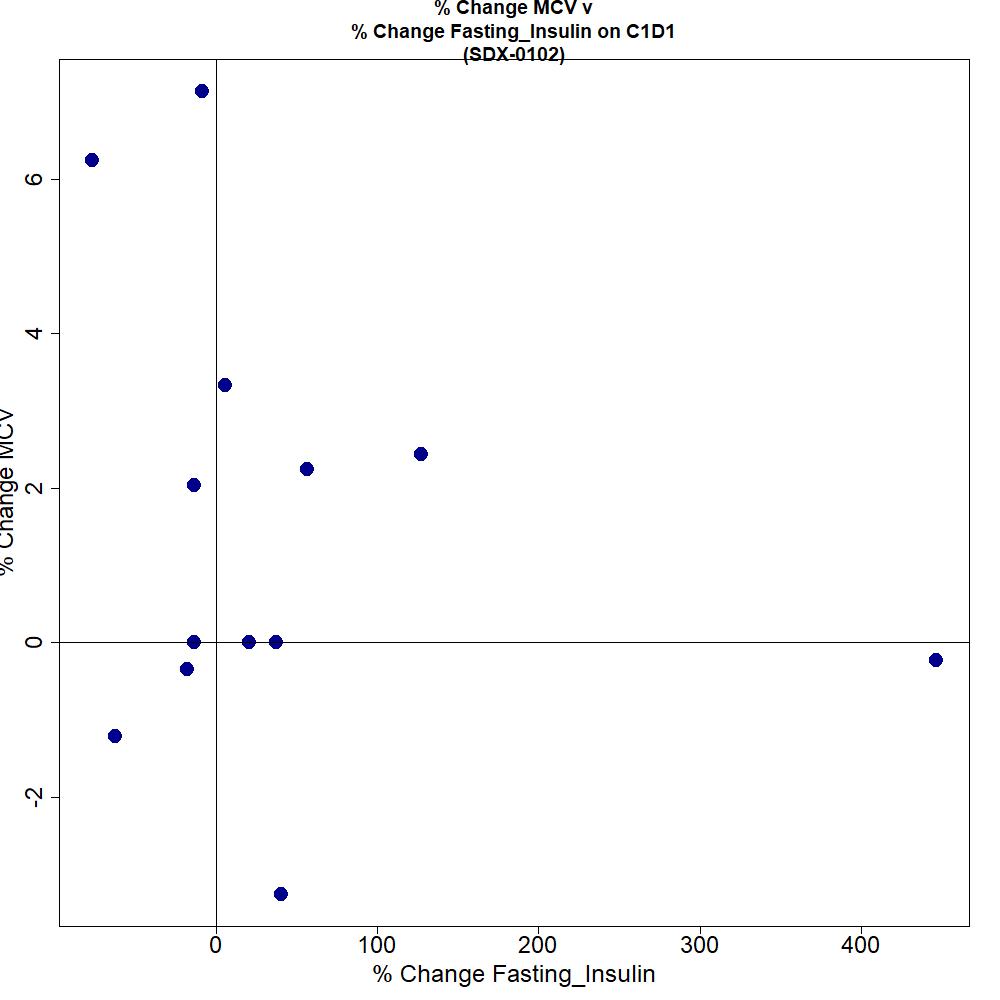 % Change MCV v
% Change Fasting_Insulin on C1D1
(SDX-0102)
6
4
2
0
-2
% Change MCV
0 100 200 300 400
% Change Fasting_Insulin